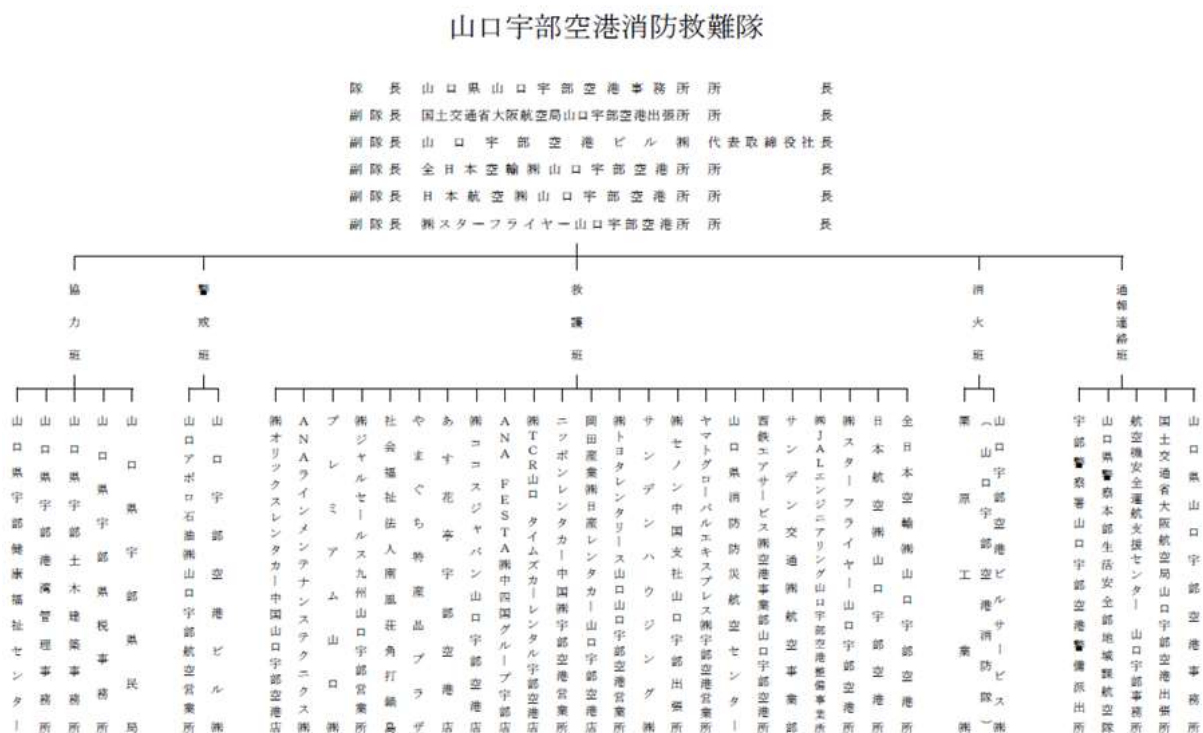 山口宇部空港消防救難隊
隊長 山口県山口宇部空港事務所 所長
副隊長 国土交通省大阪航空局山口宇部空港出張所 所長
副隊長 山口宇部空港ビル㈱ 代表取締役社長
副隊長 全日本空輸㈱山口宇部空港所 所長
副隊長 日本航空㈱山口宇部空港所 所長
副隊長 ㈱スターフライヤー山口宇部空港所 所長
通報連絡班
山口県山口宇部空港事務所
国土交通省大阪航空局山口宇部空港出張所
航空機安全運航支援センター 山口宇部事務所
山口県警察本部生活安全部地域課航空隊
宇部警察署山口宇部空港警備派出所
消火班
山口宇部空港ビルサービス㈱
(山口宇部空港消防隊)
栗原工業㈱
救護班
全日本空輸㈱山口宇部空港所
日本航空㈱山口宇部空港所
㈱スターフライヤー山口宇部空港所
㈱JALエンジニアリング山口宇部空港整備事業所
サンデン交通㈱航空事業部
西鉄エアサービス㈱空港事業部山口宇部空港所
山口県消防防災航空センター
ヤマトグローバルエキスプレス㈱宇部空港営業所
㈱セノン中国支社山口宇部出張所
サンデンハウジング㈱
㈱トヨタレンタリース山口山口宇部空港営業所
岡田産業㈱日産レンタカー山口宇部空港店
ニッポンレンタカー中国㈱宇部空港営業所
㈱TCR山口 タイムズカーレンタル宇部空港店
ANA FESTA㈱中四国グループ宇部店
㈱ココスジャパン山口宇部空港店
あす花亭宇部空港店
やまぐち特産品プラザ
社会福祉法人南風荘角打鍋島
㈱ジャルセールス九州山口宇部営業所
プレミアム山口㈱
ANAラインメンテナンステクニクス㈱
㈱オリックスレンタカー中国山口宇部空港店
警戒班
山口宇部空港ビル㈱
山口アポロ石油㈱山口宇部航空営業所
協力班
山口県宇部県民局
山口県宇部県税事務所
山口県宇部土木建築事務所
山口県宇部港湾管理事務所
山口県宇部健康福祉センター